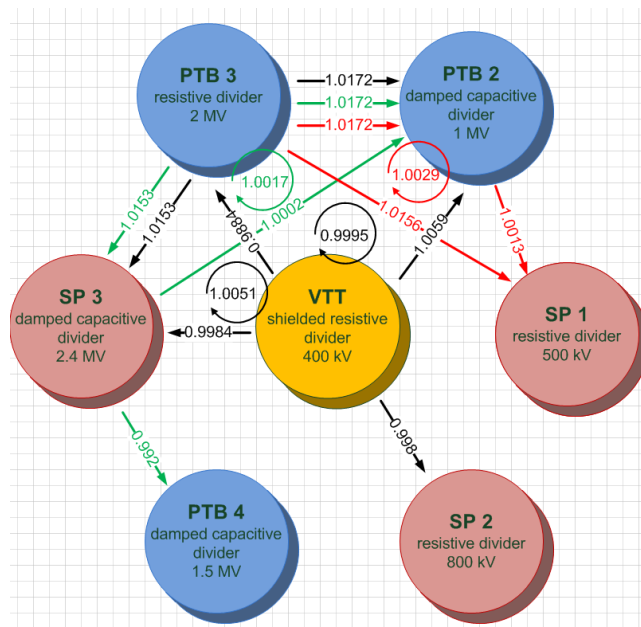 PTB 3
resistive divider
2 MV
1.0172
1.0172
1.0172
PTB 2
damped capacitive
divider
1 MV
1.0017
1.0029
1.0153
1.0153
1.0002
0.9884
0.9995
1.0156
1.0059
1.0013
SP 3
damped capacitive
divider
2.4 MV
1.0051
0.9984
VTT
shielded resistive
divider
400 kV
SP 1
resistive divider
500 kV
0.992
0.998
PTB 4
damped capacitive
divider
1.5 MV
SP 2
resistive divider
800 kV